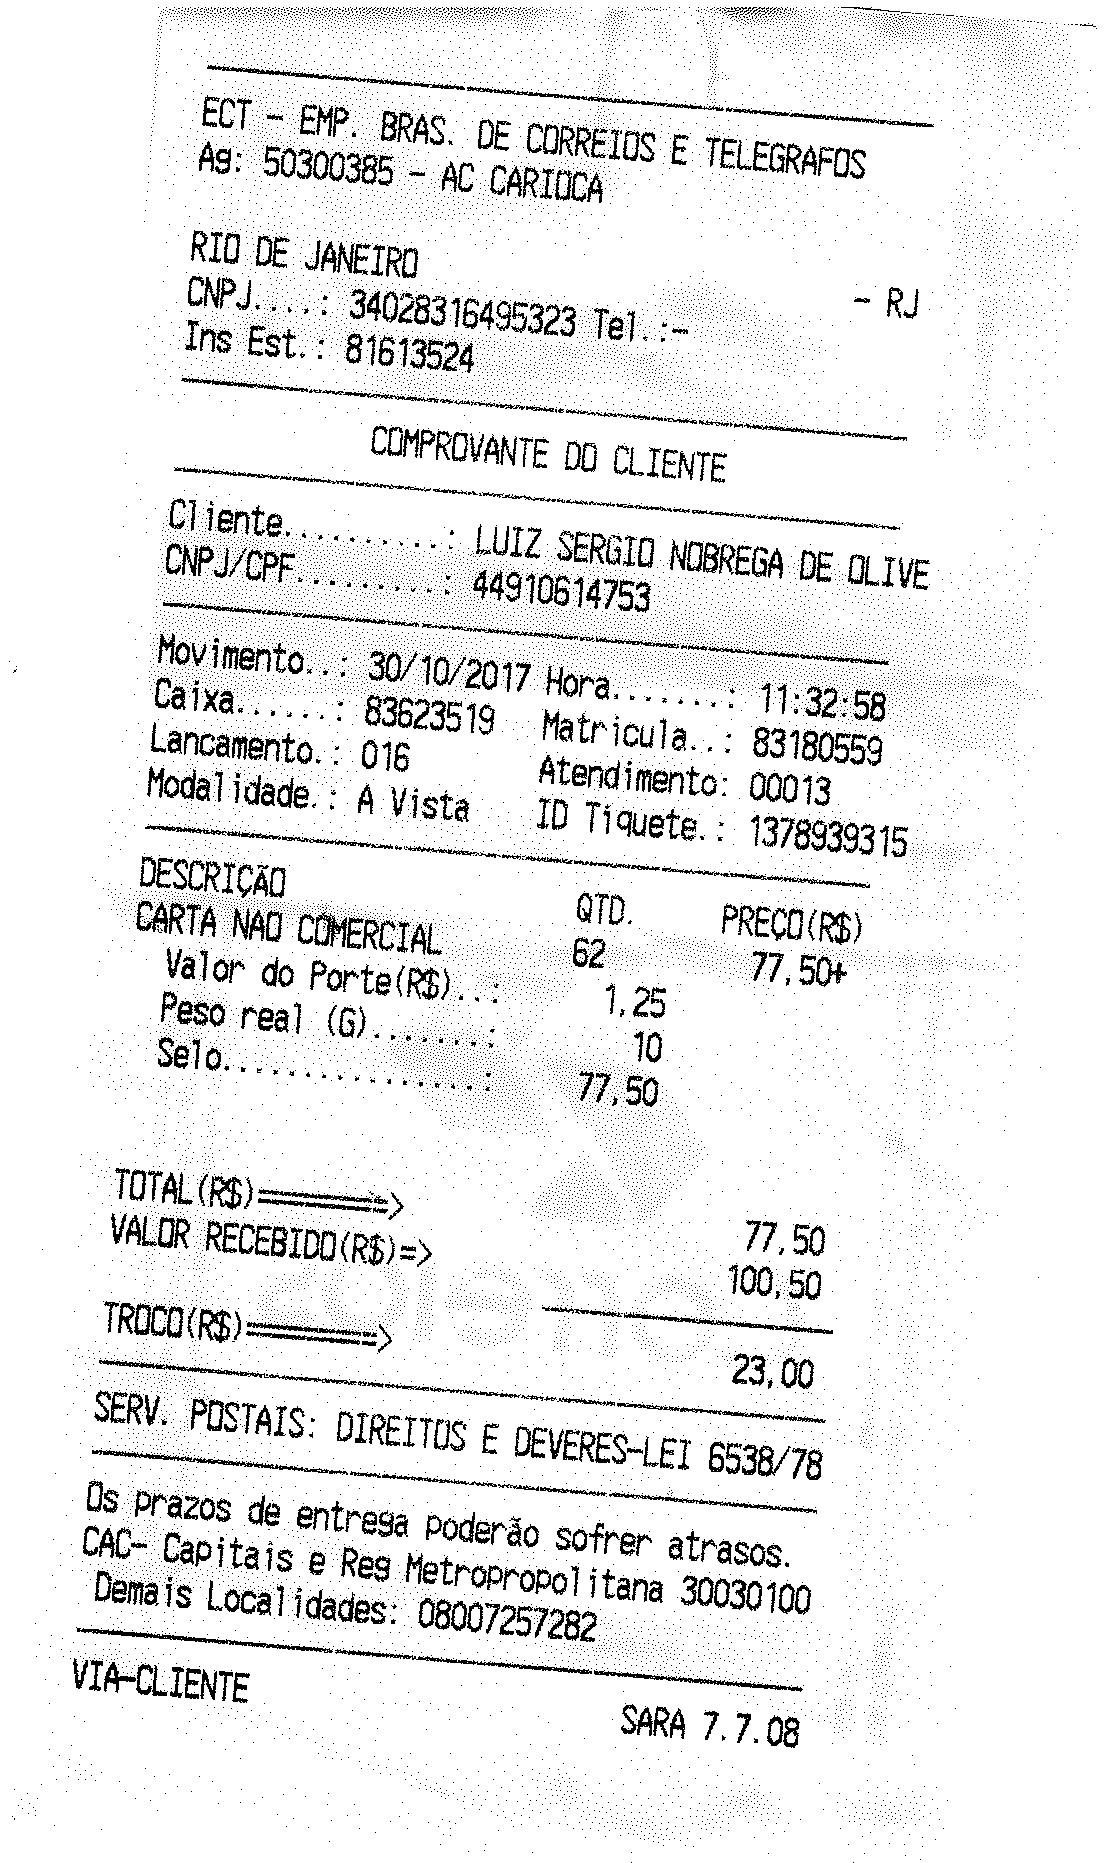 ECT - EMP. BRAS. DE CORREIOS E TELEGRAFOS
Ag: 50300385 - AC CARIOCA
RIO DE JANEIRO - RJ
CNPJ....: 34028316495323 Tel.:-
Ins Est.: 81613524
COMPROVANTE DO CLIENTE
Cliente..........: LUIZ SERGIO NOBREGA DE OLIVE
CNPJ/CPF.........: 44910614753
Movimento..: 30/10/2017 Hora.......: 11:32:58
Caixa......: 83623519 Matricula..: 83180559
Lancamento.: 016 Atendimento: 00013
Modalidade.: A Vista ID Tiquete.: 1378939315
DESCRIÇÃO QTD. PREÇO(R$)
CARTA NAO COMERCIAL 62 77,50+
Valor do Porte(R$)..: 1,25
Peso real (G).......: 10
Selo................: 77,50
TOTAL(R$)========> 77,50
VALOR RECEBIDO(R$)=> 100,50
TROCO(R$)========> 23,00
SERV. POSTAIS: DIREITOS E DEVERES-LEI 6538/78
Os prazos de entrega poderão sofrer atrasos.
CAC- Capitais e Reg Metropropolitana 30030100
Demais Localidades: 08007257282
VIA-CLIENTE SARA 7.7.08